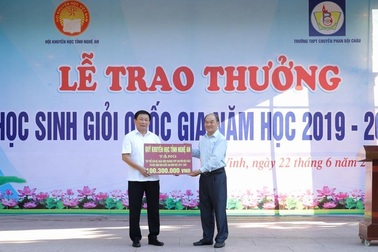 HỘI KHUYẾN HỌC TỈNH NGHỆ AN
TRƯỜNG THPT CHUYÊN PHAN BỘI CHÂU
LỄ TRAO THƯỞNG
HỌC SINH GIỎI QUỐC GIA NĂM HỌC 2019 - 20
Vinh, ngày 22 tháng 6 năm
QUỸ KHUYẾN HỌC TỈNH NGHỆ AN
TẶNG
100.300.000 VNĐ